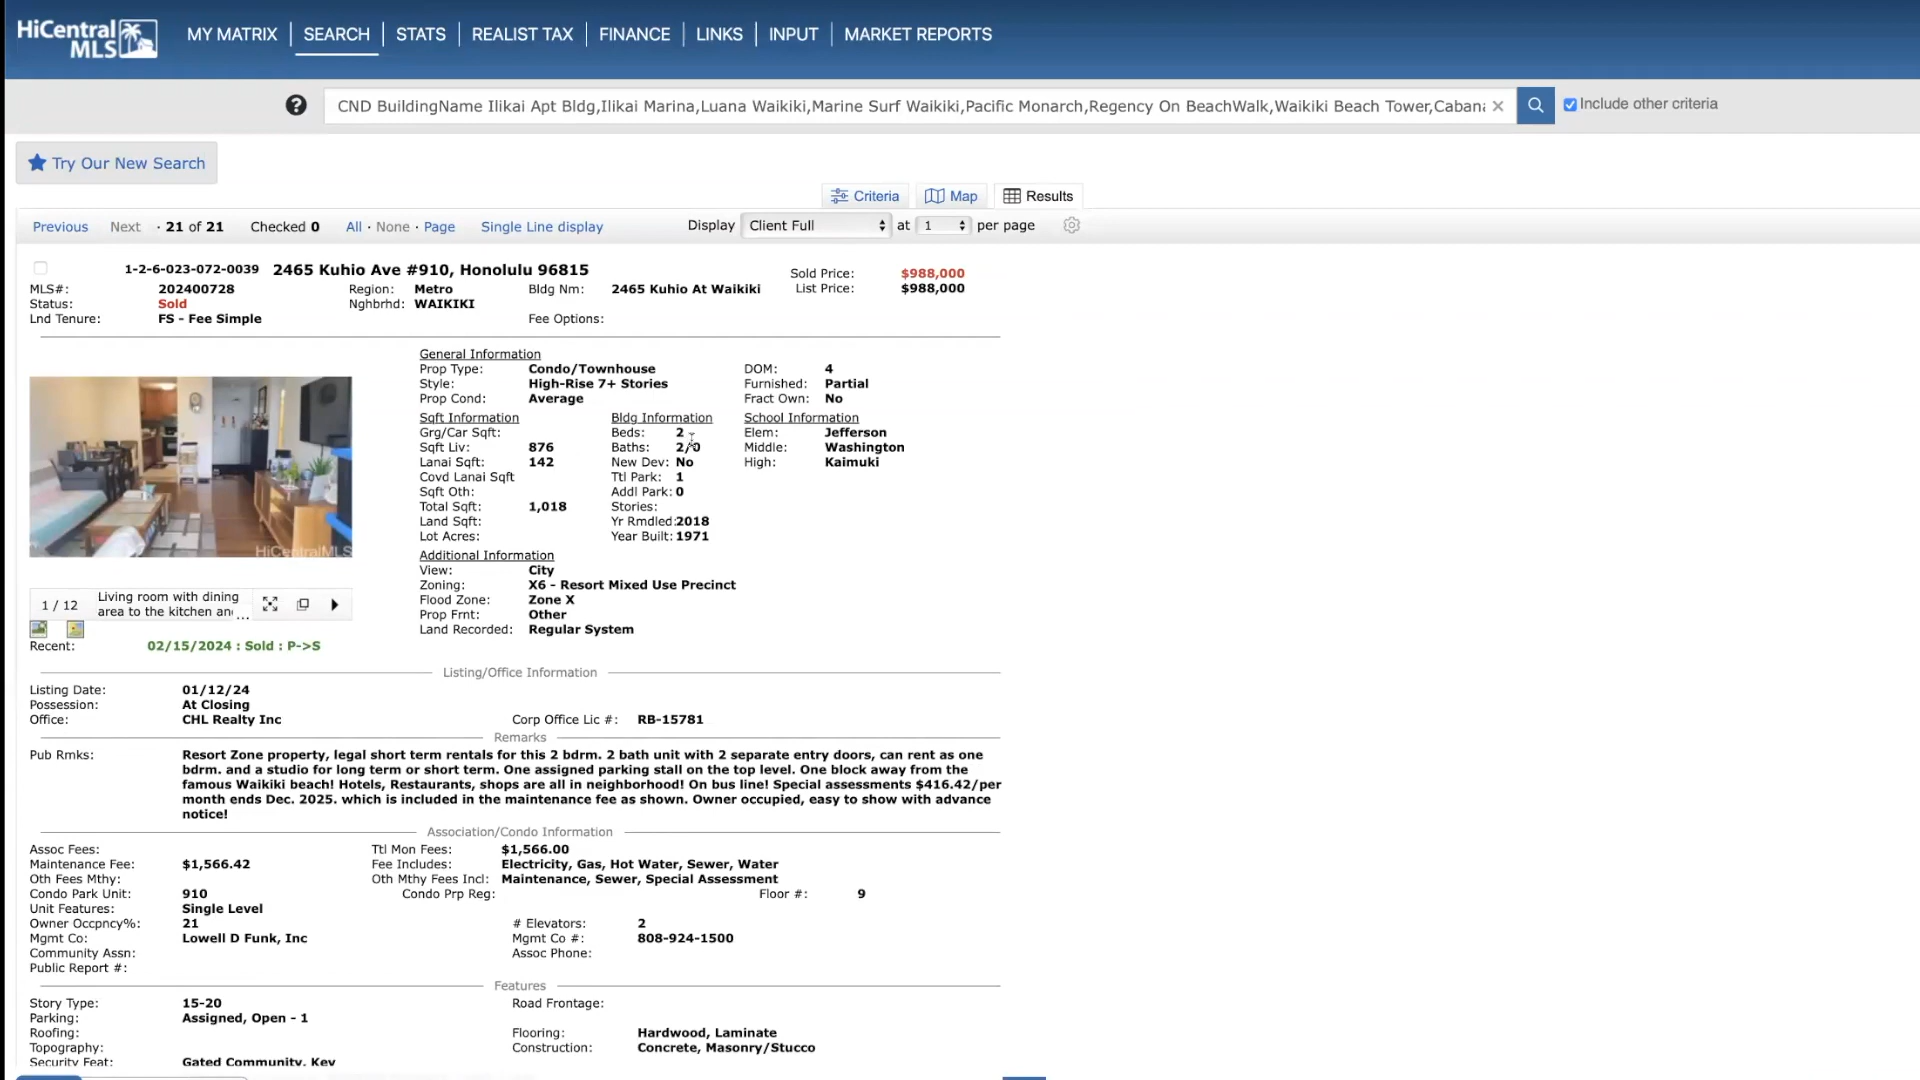 HiCentral MLS
MY MATRIX SEARCH STATS REALIST TAX FINANCE LINKS INPUT MARKET REPORTS
? CND BuildingName Ilikai Apt Bldg,Ilikai Marina,Luana Waikiki,Marine Surf Waikiki,Pacific Monarch,Regency On BeachWalk,Waikiki Beach Tower,Cabana Include other criteria
Try Our New Search
Criteria Map Results
Previous Next · 21 of 21 Checked 0 All · None · Page Single Line display Display Client Full at 1 per page
1-2-6-023-072-0039 2465 Kuhio Ave #910, Honolulu 96815 Sold Price: $988,000
MLS#: 202400728 Region: Metro Bldg Nm: 2465 Kuhio At Waikiki List Price: $988,000
Status: Sold Nghbrhd: WAIKIKI
Lnd Tenure: FS - Fee Simple Fee Options:
General Information
Prop Type: Condo/Townhouse DOM: 4
Style: High-Rise 7+ Stories Furnished: Partial
Prop Cond: Average Fract Own: No
Sqft Information Bldg Information School Information
Grg/Car Sqft: Beds: 2 Elem: Jefferson
Sqft Liv: 876 Baths: 2/0 Middle: Washington
Lanai Sqft: 142 New Dev: No High: Kaimuki
Covd Lanai Sqft Ttl Park: 1
Sqft Oth: Addl Park: 0
Total Sqft: 1,018 Stories:
Land Sqft: Yr Rmdled: 2018
Lot Acres: Year Built: 1971
HiCentralMLS
Additional Information
View: City
Zoning: X6 - Resort Mixed Use Precinct
Flood Zone: Zone X
Prop Frnt: Other
Land Recorded: Regular System
1 / 12 Living room with dining
area to the kitchen an...
Recent: 02/15/2024 : Sold : P->S
Listing/Office Information
Listing Date: 01/12/24
Possession: At Closing
Office: CHL Realty Inc Corp Office Lic #: RB-15781
Remarks
Pub Rmks: Resort Zone property, legal short term rentals for this 2 bdrm. 2 bath unit with 2 separate entry doors, can rent as one
bdrm. and a studio for long term or short term. One assigned parking stall on the top level. One block away from the
famous Waikiki beach! Hotels, Restaurants, shops are all in neighborhood! On bus line! Special assessments $416.42/per
month ends Dec. 2025. which is included in the maintenance fee as shown. Owner occupied, easy to show with advance
notice!
Association/Condo Information
Assoc Fees: Ttl Mon Fees: $1,566.00
Maintenance Fee: $1,566.42 Fee Includes: Electricity, Gas, Hot Water, Sewer, Water
Oth Fees Mthy: Oth Mthy Fees Incl: Maintenance, Sewer, Special Assessment
Condo Park Unit: 910 Condo Prp Reg: Floor #: 9
Unit Features: Single Level
Owner Occpncy%: 21 # Elevators: 2
Mgmt Co: Lowell D Funk, Inc Mgmt Co #: 808-924-1500
Community Assn: Assoc Phone:
Public Report #:
Features
Story Type: 15-20 Road Frontage:
Parking: Assigned, Open - 1
Roofing: Flooring: Hardwood, Laminate
Topography: Construction: Concrete, Masonry/Stucco
Security Feat: Gated Community, Key